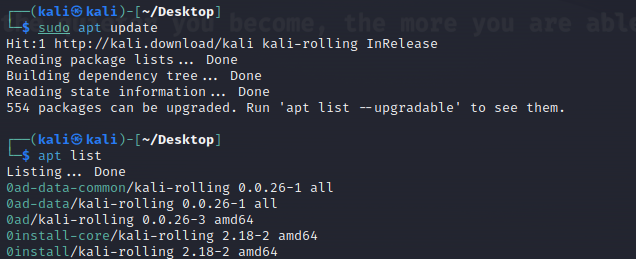 the quieter you become, the more you are able
┌──(kali㉿kali)-[~/Desktop]
└─$ sudo apt update
Hit:1 http://kali.download/kali kali-rolling InRelease
Reading package lists... Done
Building dependency tree... Done
Reading state information... Done
554 packages can be upgraded. Run 'apt list --upgradable' to see them.
┌──(kali㉿kali)-[~/Desktop]
└─$ apt list
Listing... Done
0ad-data-common/kali-rolling 0.0.26-1 all
0ad-data/kali-rolling 0.0.26-1 all
0ad/kali-rolling 0.0.26-3 amd64
0install-core/kali-rolling 2.18-2 amd64
0install/kali-rolling 2.18-2 amd64